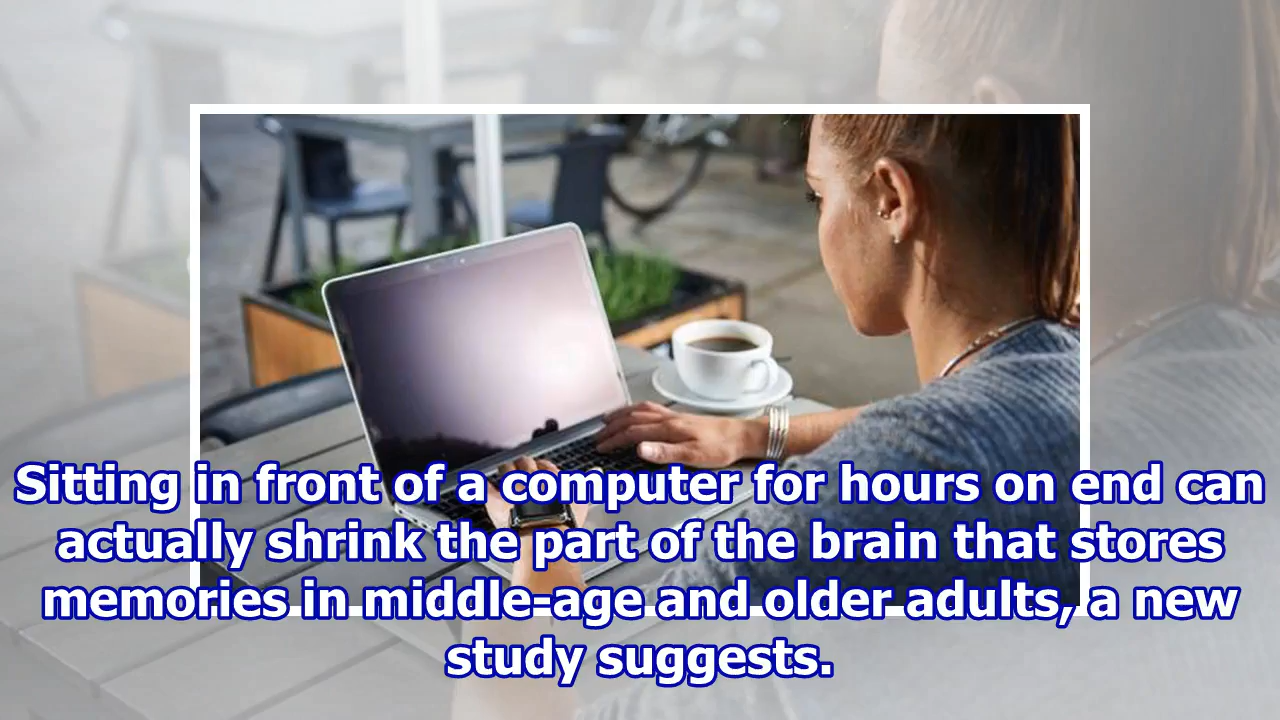 Sitting in front of a computer for hours on end can
actually shrink the part of the brain that stores
memories in middle-age and older adults, a new
study suggests.